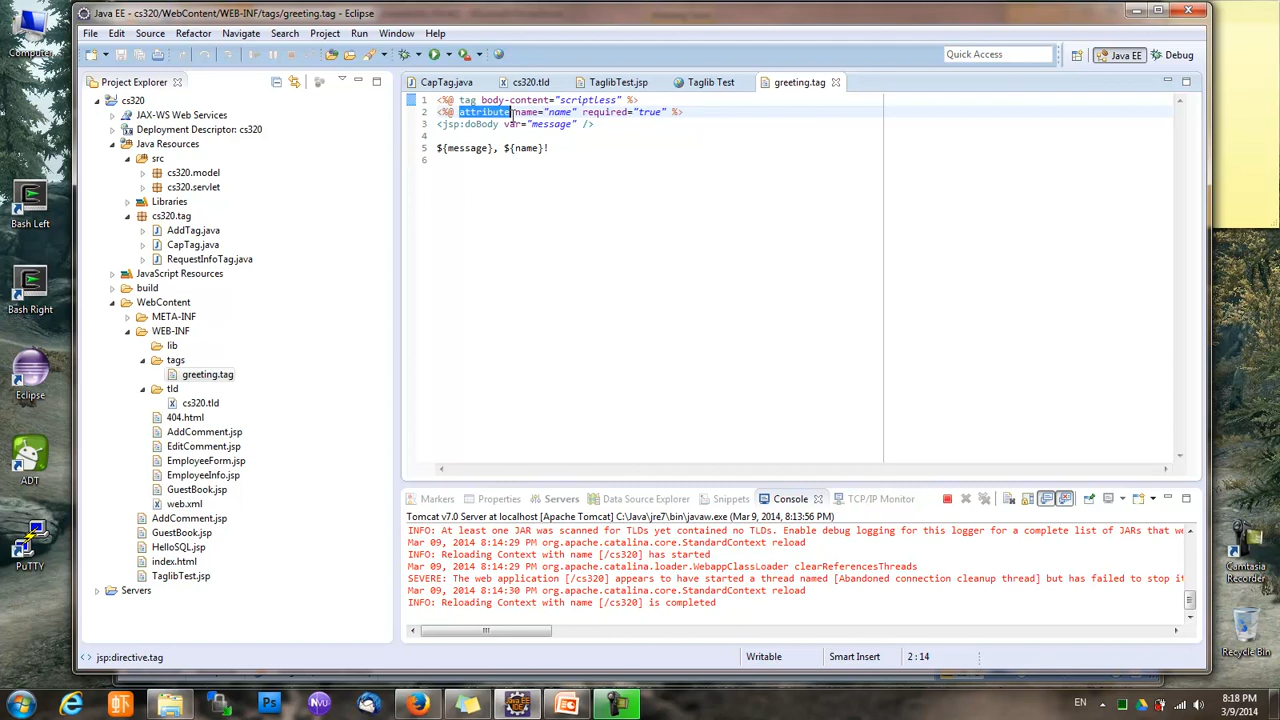 Java EE - cs320/WebContent/WEB-INF/tags/greeting.tag - Eclipse
File Edit Source Refactor Navigate Search Project Run Window Help
Quick Access
Java EE
Debug
Project Explorer
CapTag.java
cs320.tld
TaglibTest.jsp
Taglib Test
greeting.tag
1 <%@ tag body-content="scriptless" %>
2 <%@ attribute name="name" required="true" %>
3 <jsp:doBody var="message" />
4
5 ${message}, ${name}!
6
cs320
JAX-WS Web Services
Deployment Descriptor: cs320
Java Resources
src
cs320.model
cs320.servlet
Libraries
cs320.tag
AddTag.java
CapTag.java
RequestInfoTag.java
JavaScript Resources
build
WebContent
META-INF
WEB-INF
lib
tags
greeting.tag
tld
cs320.tld
404.html
AddComment.jsp
EditComment.jsp
EmployeeForm.jsp
EmployeeInfo.jsp
GuestBook.jsp
web.xml
AddComment.jsp
GuestBook.jsp
HelloSQL.jsp
index.html
TaglibTest.jsp
Servers
Markers
Properties
Servers
Data Source Explorer
Snippets
Console
TCP/IP Monitor
Tomcat v7.0 Server at localhost [Apache Tomcat] C:\Java\jre7\bin\javaw.exe (Mar 9, 2014 8:13:56 PM)
INFO: At least one JAR was scanned for TLDs yet contained no TLDs. Enable debug logging for this logger for a complete list of JARs that we
Mar 09, 2014 8:14:29 PM org.apache.catalina.core.StandardContext reload
INFO: Reloading Context with name [/cs320] has started
Mar 09, 2014 8:14:29 PM org.apache.catalina.loader.WebappClassLoader clearReferencesThreads
SEVERE: The web application [/cs320] appears to have started a thread named [Abandoned connection cleanup thread] but has failed to stop it
Mar 09, 2014 8:14:30 PM org.apache.catalina.core.StandardContext reload
INFO: Reloading Context with name [/cs320] is completed
jsp:directive.tag
Writable
Smart Insert
2 : 14
Computer
Bash Left
Bash Right
Eclipse
ADT
PuTTY
Camtasia
Recorder
Recycle Bin
EN
8:18 PM
3/9/2014